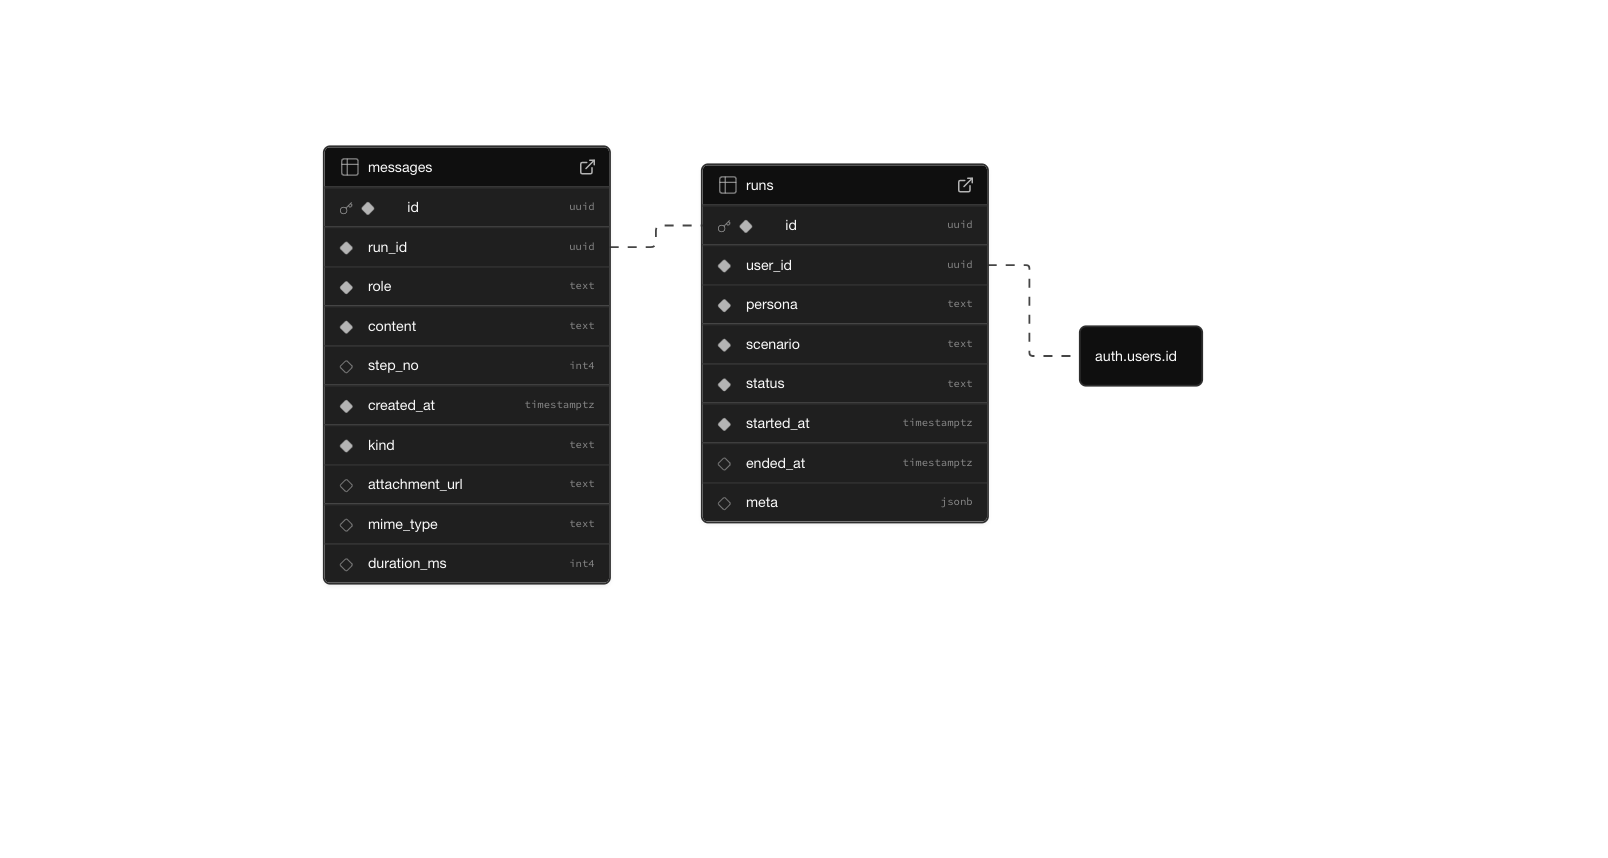 messages
id uuid
run_id uuid
role text
content text
step_no int4
created_at timestamptz
kind text
attachment_url text
mime_type text
duration_ms int4
runs
id uuid
user_id uuid
persona text
scenario text
status text
started_at timestamptz
ended_at timestamptz
meta jsonb
auth.users.id